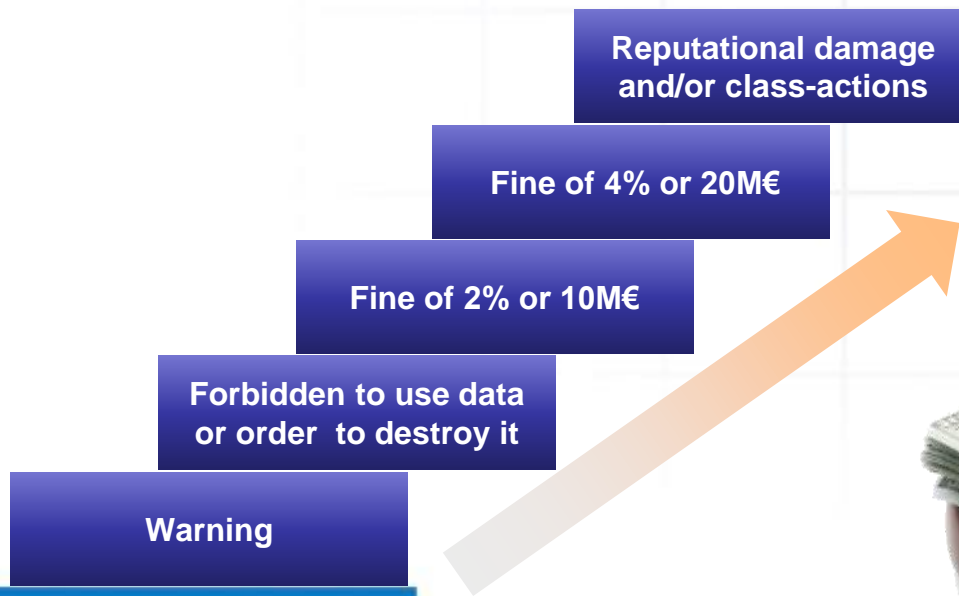 Reputational damage
and/or class-actions
Fine of 4% or 20M€
Fine of 2% or 10M€
Forbidden to use data
or order  to destroy it
Warning